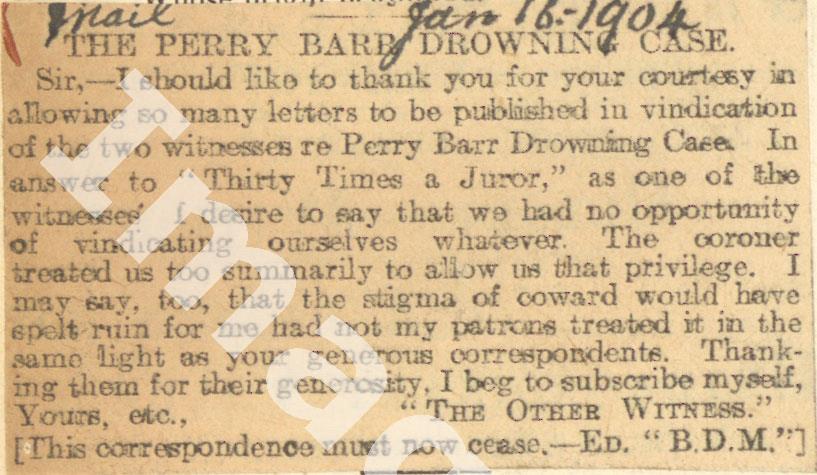 Mail Jan 16-1904
THE PERRY BARR DROWNING CASE.
Sir,—I should like to thank you for your courtesy in
allowing so many letters to be published in vindication
of the two witnesses re Perry Barr Drowning Case. In
answer to "Thirty Times a Juror," as one of the
witnesses I desire to say that we had no opportunity
of vindicating ourselves whatever. The coroner
treated us too summarily to allow us that privilege. I
may say, too, that the stigma of coward would have
spelt ruin for me had not my patrons treated it in the
same light as your generous correspondents. Thank-
ing them for their generosity, I beg to subscribe myself,
Yours, etc., "THE OTHER WITNESS."
[This correspondence must now cease.—ED. "B.D.M."]
Imag